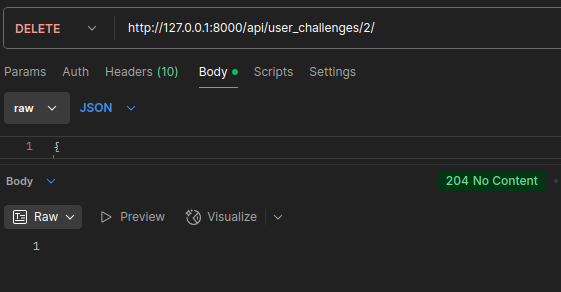 DELETE http://127.0.0.1:8000/api/user_challenges/2/
Params Auth Headers (10) Body Scripts Settings
raw JSON
1 {
Body 204 No Content
Raw Preview Visualize
1